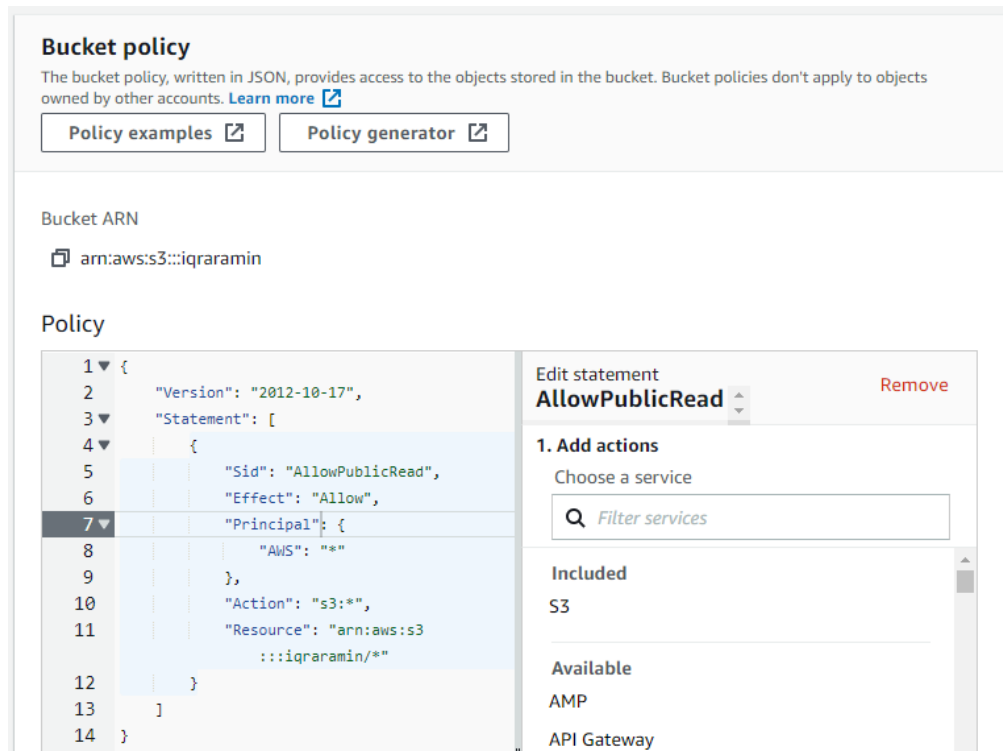 Bucket policy
The bucket policy, written in JSON, provides access to the objects stored in the bucket. Bucket policies don't apply to objects
owned by other accounts. Learn more
Policy examples Policy generator
Bucket ARN
arn:aws:s3:::iqraramin
Policy
1 {
2 "Version": "2012-10-17",
3 "Statement": [
4 {
5 "Sid": "AllowPublicRead",
6 "Effect": "Allow",
7 "Principal": {
8 "AWS": "*"
9 },
10 "Action": "s3:*",
11 "Resource": "arn:aws:s3
:::iqraramin/*"
12 }
13 ]
14 }
Edit statement
AllowPublicRead
Remove
1. Add actions
Choose a service
Filter services
Included
S3
Available
AMP
API Gateway